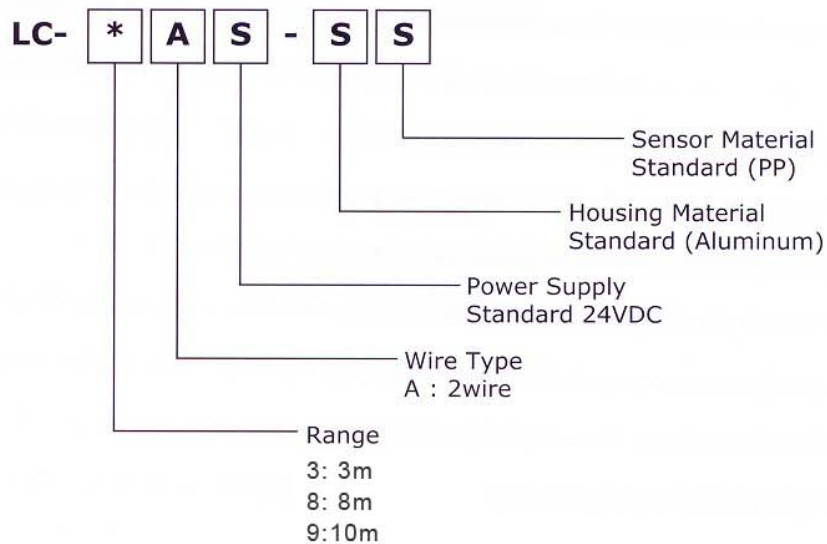 LC- * A S - S S
Sensor Material
Standard (PP)
Housing Material
Standard (Aluminum)
Power Supply
Standard 24VDC
Wire Type
A : 2wire
Range
3: 3m
8: 8m
9:10m